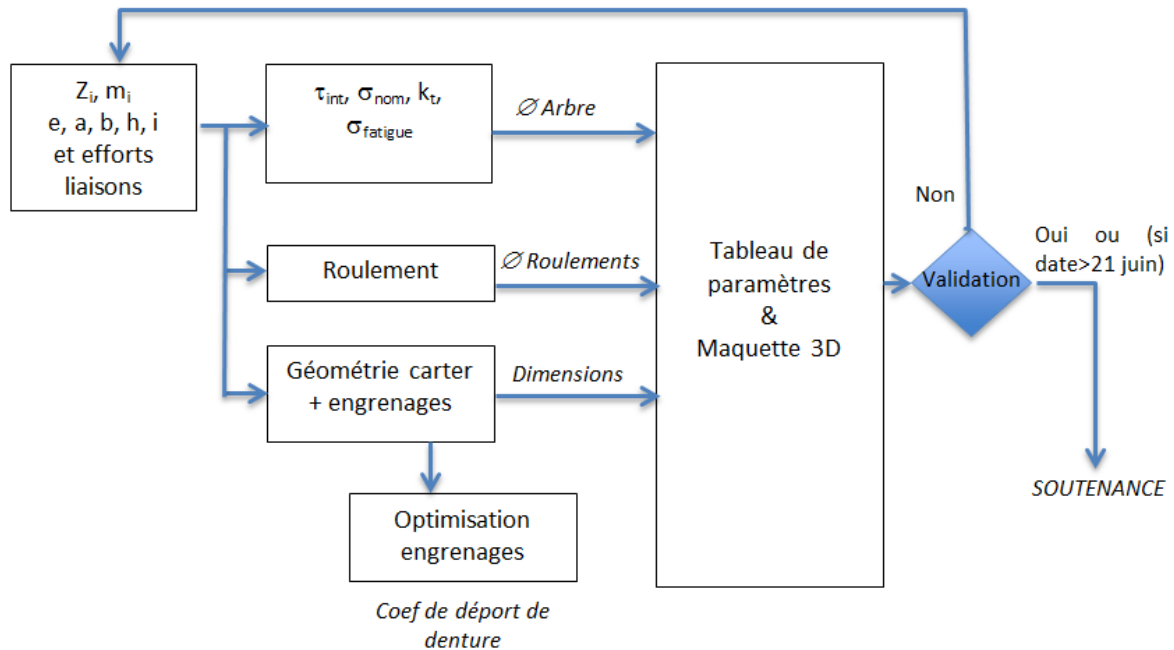 Zᵢ, mᵢ
e, a, b, h, i
et efforts
liaisons
τint, σnom, kt,
σfatigue
∅ Arbre
Roulement
∅ Roulements
Géométrie carter
+ engrenages
Dimensions
Optimisation
engrenages
Coef de déport de
denture
Tableau de
paramètres
&
Maquette 3D
Non
Validation
Oui ou (si
date>21 juin)
SOUTENANCE